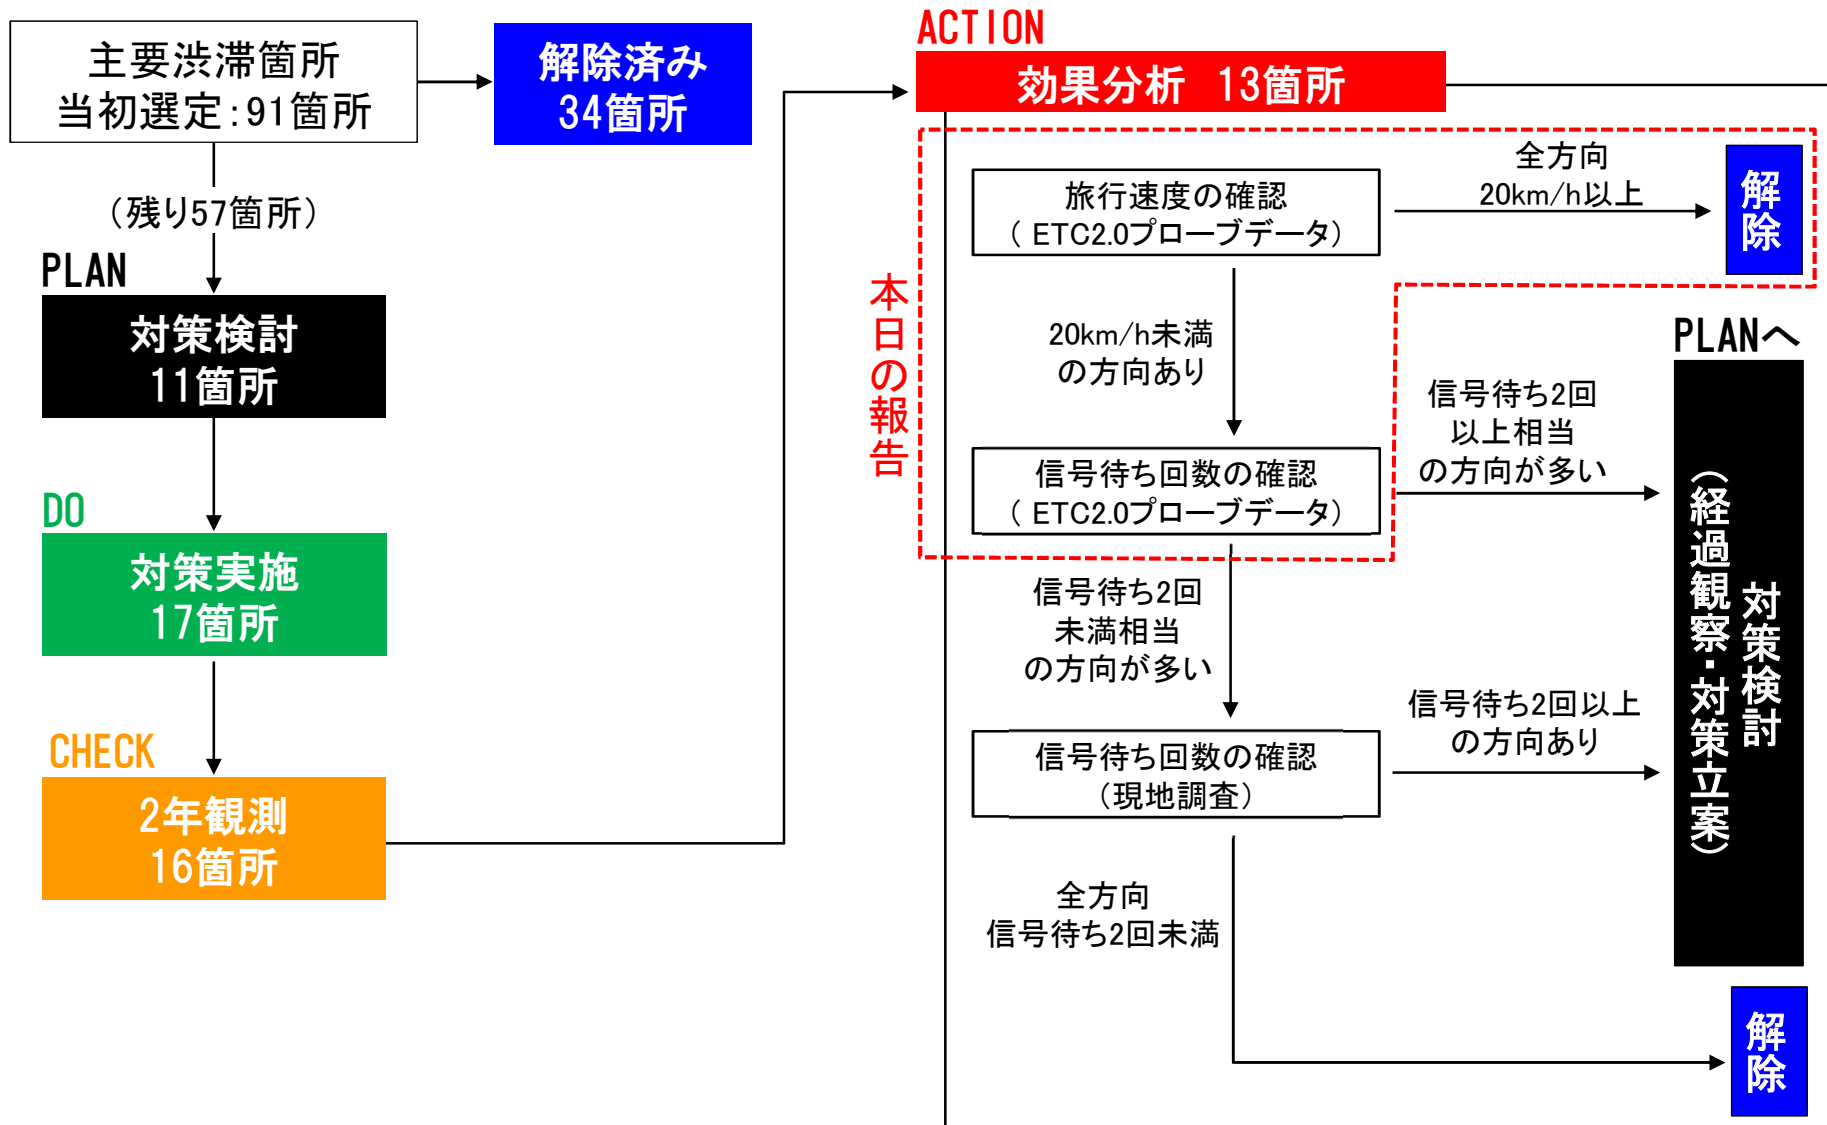 主要渋滞箇所
当初選定：91箇所
解除済み
34箇所
（残り57箇所）
PLAN
対策検討
11箇所
DO
対策実施
17箇所
CHECK
2年観測
16箇所
ACTION
効果分析　13箇所
本日の報告
旅行速度の確認
（ ETC2.0プローブデータ）
全方向
20km/h以上
解除
20km/h未満
の方向あり
信号待ち回数の確認
（ ETC2.0プローブデータ）
信号待ち2回
以上相当
の方向が多い
PLANへ
対策検討
（経過観察・対策立案）
信号待ち2回
未満相当
の方向が多い
信号待ち回数の確認
（現地調査）
信号待ち2回以上
の方向あり
全方向
信号待ち2回未満
解除